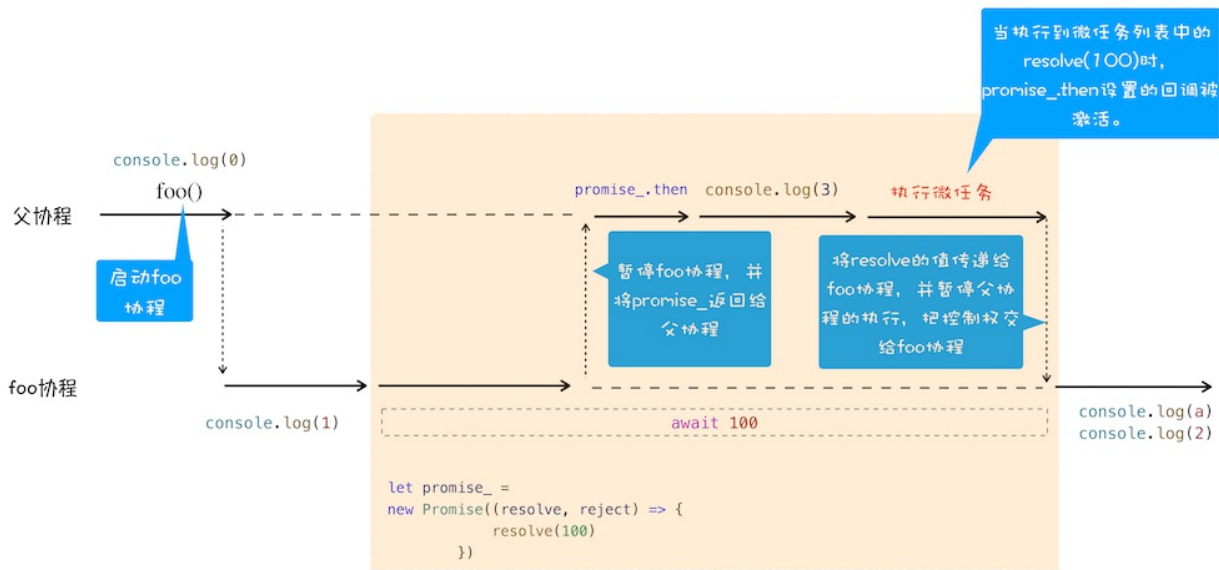 当执行到微任务列表中的
resolve(100)时，
promise_.then设置的回调被
激活。
console.log(0)
foo()
promise_.then
console.log(3)
执行微任务
父协程
启动foo
协程
暂停foo协程，并
将promise_返回给
父协程
将resolve的值传递给
foo协程，并暂停父协
程的执行，把控制权交
给foo协程
foo协程
console.log(1)
await 100
console.log(a)
console.log(2)
let promise_ =
new Promise((resolve, reject) => {
resolve(100)
})